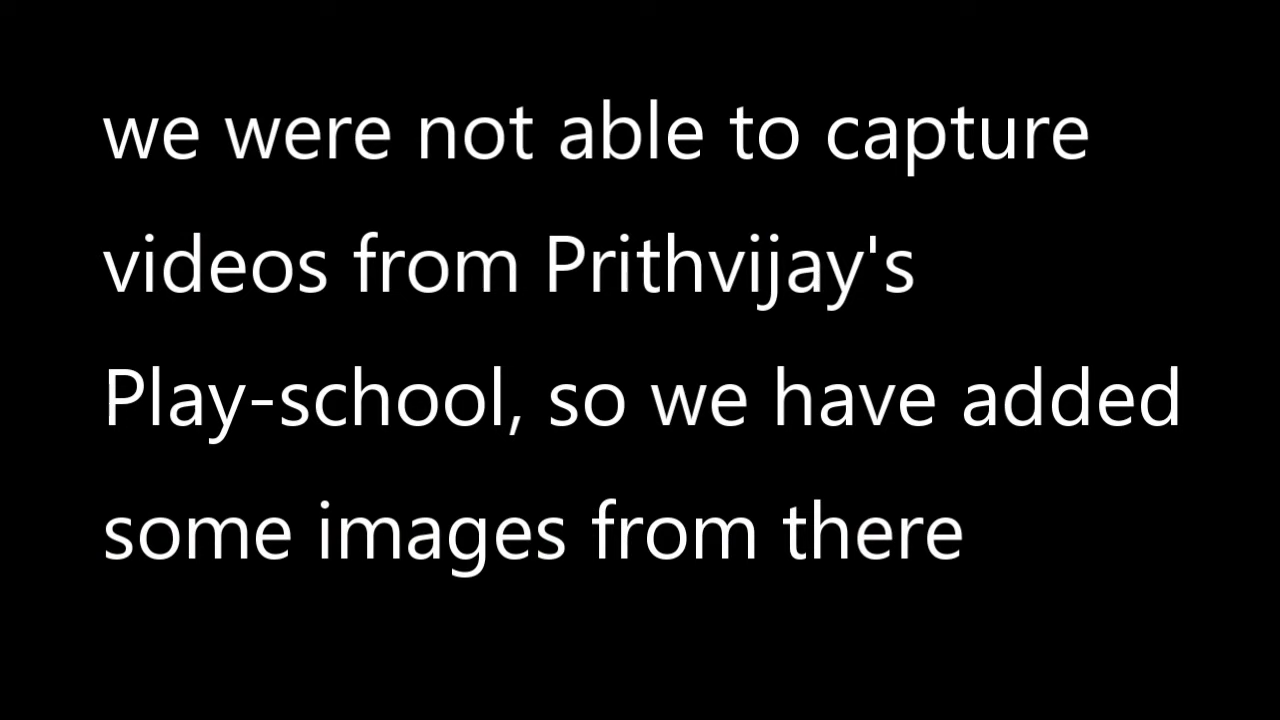 we were not able to capture
videos from Prithvijay's
Play-school, so we have added
some images from there